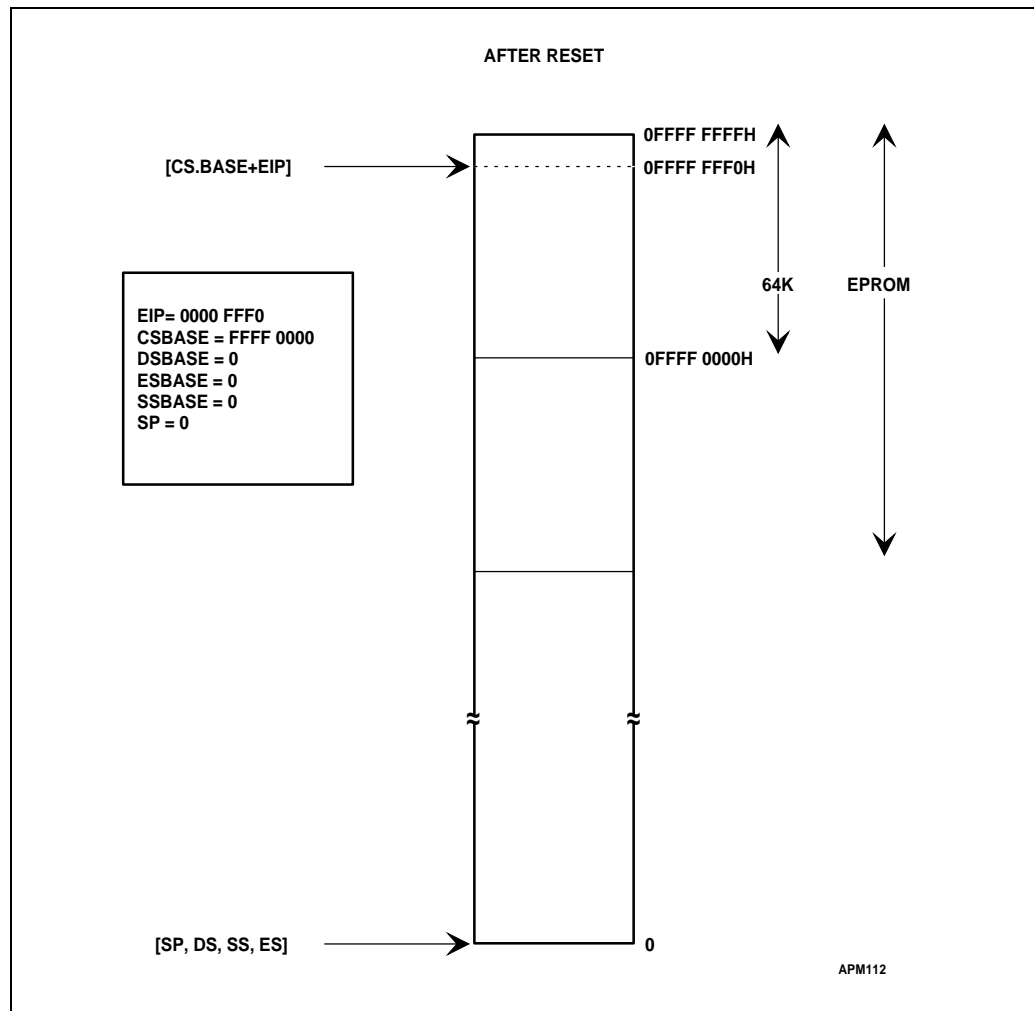 AFTER RESET
0FFFF FFFFH
[CS.BASE+EIP]
0FFFF FFF0H
64K
EPROM
EIP= 0000 FFF0
CSBASE = FFFF 0000
DSBASE = 0
ESBASE = 0
SSBASE = 0
SP = 0
0FFFF 0000H
[SP, DS, SS, ES]
0
APM112